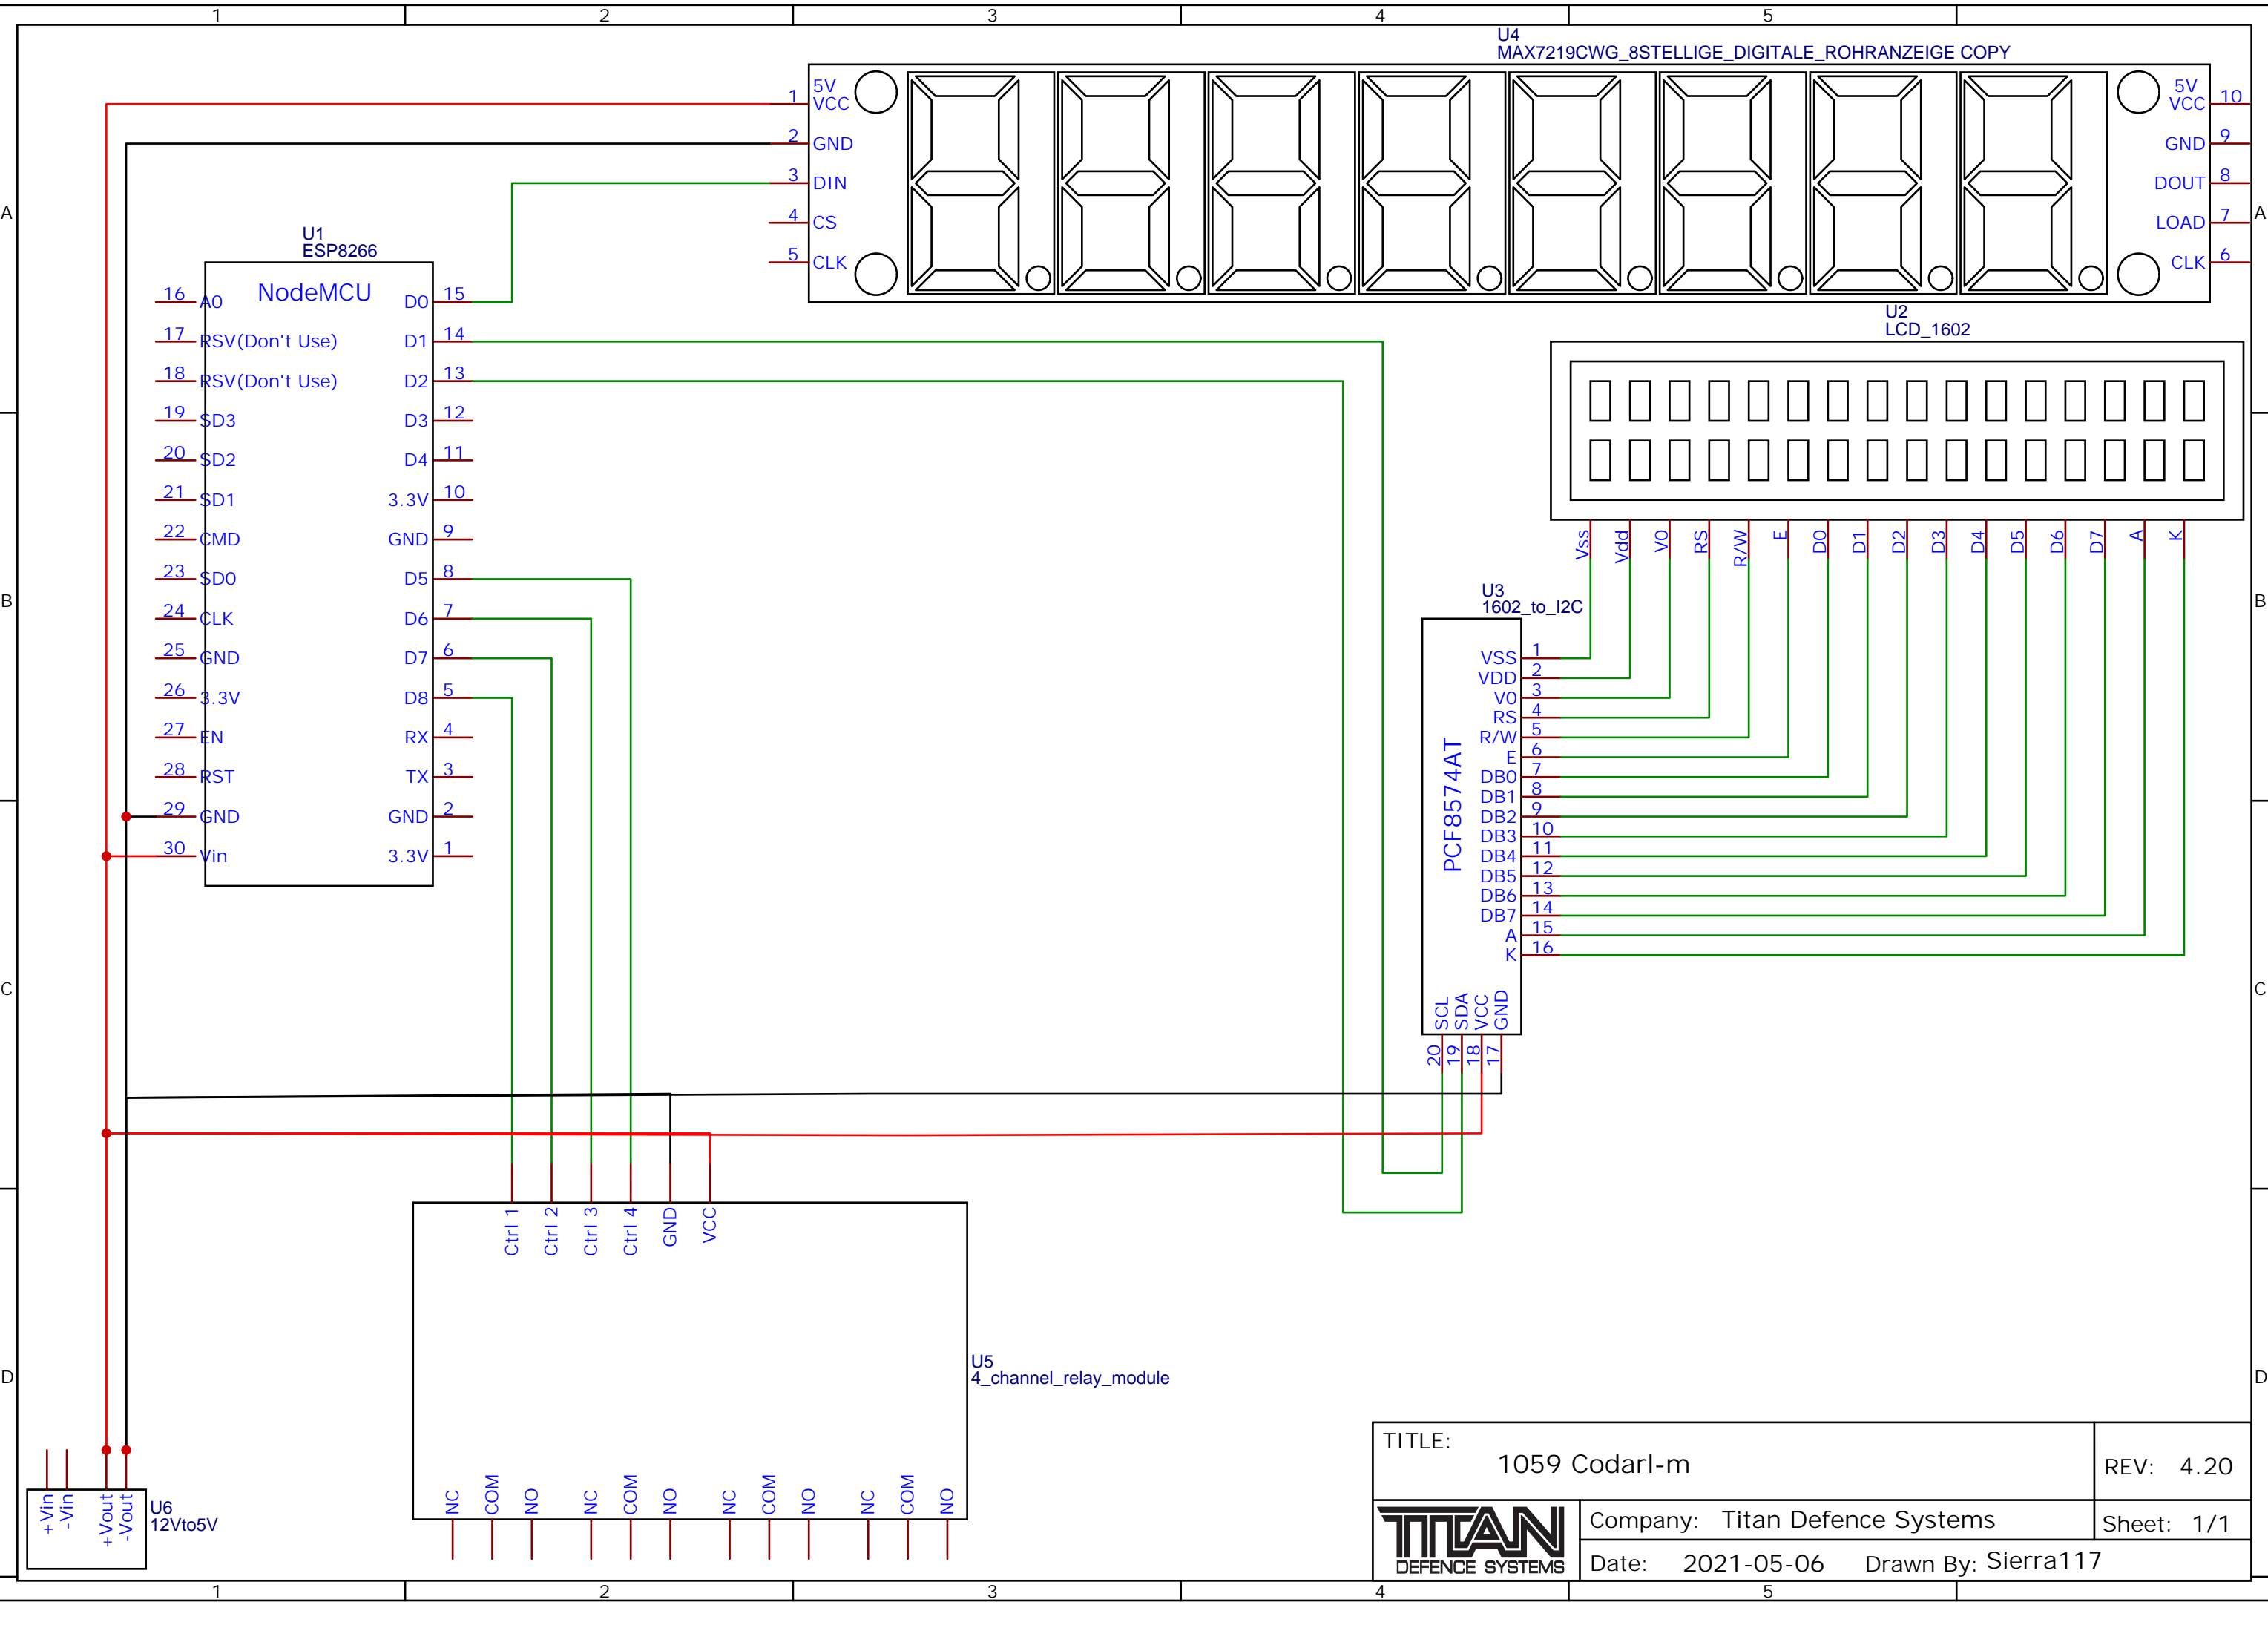 1 2 3 4 5
U4
MAX7219CWG_8STELLIGE_DIGITALE_ROHRANZEIGE COPY
1 5V VCC
2 GND
3 DIN
4 CS
5 CLK
5V VCC 10
GND 9
DOUT 8
LOAD 7
CLK 6
A A
U1
ESP8266
NodeMCU
16 A0 D0 15
17 RSV(Don't Use) D1 14
18 RSV(Don't Use) D2 13
19 SD3 D3 12
20 SD2 D4 11
21 SD1 3.3V 10
22 CMD GND 9
23 SD0 D5 8
24 CLK D6 7
25 GND D7 6
26 3.3V D8 5
27 EN RX 4
28 RST TX 3
29 GND GND 2
30 Vin 3.3V 1
U2
LCD_1602
Vss Vdd V0 RS R/W E D0 D1 D2 D3 D4 D5 D6 D7 A K
B B
U3
1602_to_I2C
PCF8574AT
VSS 1
VDD 2
V0 3
RS 4
R/W 5
E 6
DB0 7
DB1 8
DB2 9
DB3 10
DB4 11
DB5 12
DB6 13
DB7 14
A 15
K 16
SCL SDA VCC GND
20 19 18 17
C C
Ctrl 1 Ctrl 2 Ctrl 3 Ctrl 4 GND VCC
U5
4_channel_relay_module
NC COM NO NC COM NO NC COM NO NC COM NO
D D
+Vin -Vin +Vout -Vout
U6
12Vto5V
TITLE:
1059 Codarl-m
REV: 4.20
TITAN
DEFENCE SYSTEMS
Company: Titan Defence Systems
Sheet: 1/1
Date: 2021-05-06 Drawn By: Sierra117
1 2 3 4 5